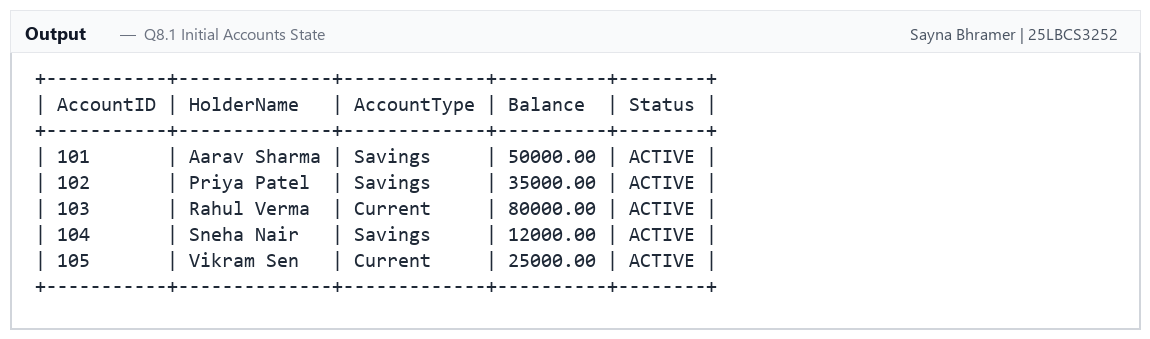 Output — Q8.1 Initial Accounts State Sayna Bhramer | 25LBCS3252
+-----------+--------------+-------------+----------+--------+
| AccountID | HolderName   | AccountType | Balance  | Status |
+-----------+--------------+-------------+----------+--------+
| 101       | Aarav Sharma | Savings     | 50000.00 | ACTIVE |
| 102       | Priya Patel  | Savings     | 35000.00 | ACTIVE |
| 103       | Rahul Verma  | Current     | 80000.00 | ACTIVE |
| 104       | Sneha Nair   | Savings     | 12000.00 | ACTIVE |
| 105       | Vikram Sen   | Current     | 25000.00 | ACTIVE |
+-----------+--------------+-------------+----------+--------+